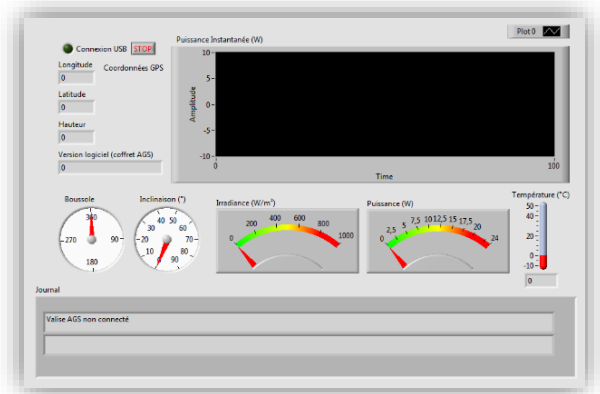 Plot 0
Connexion USB STOP
Puissance Instantanée (W)
Longitude
0
Coordonnées GPS
Latitude
0
Hauteur
0
Version logiciel (coffret AGS)
0
Amplitude
10
5
0
-5
-10
0
100
Time
Boussole
360
270
90
180
Inclinaison (°)
0
10
20
30
40
50
60
70
80
90
Irradiance (W/m²)
0
200
400
600
800
1000
Puissance (W)
0
2,5
5
7,5
10
12,5
15
17,5
20
24
Température (°C)
50
40
20
0
-10
0
Journal
Valise AGS non connecté